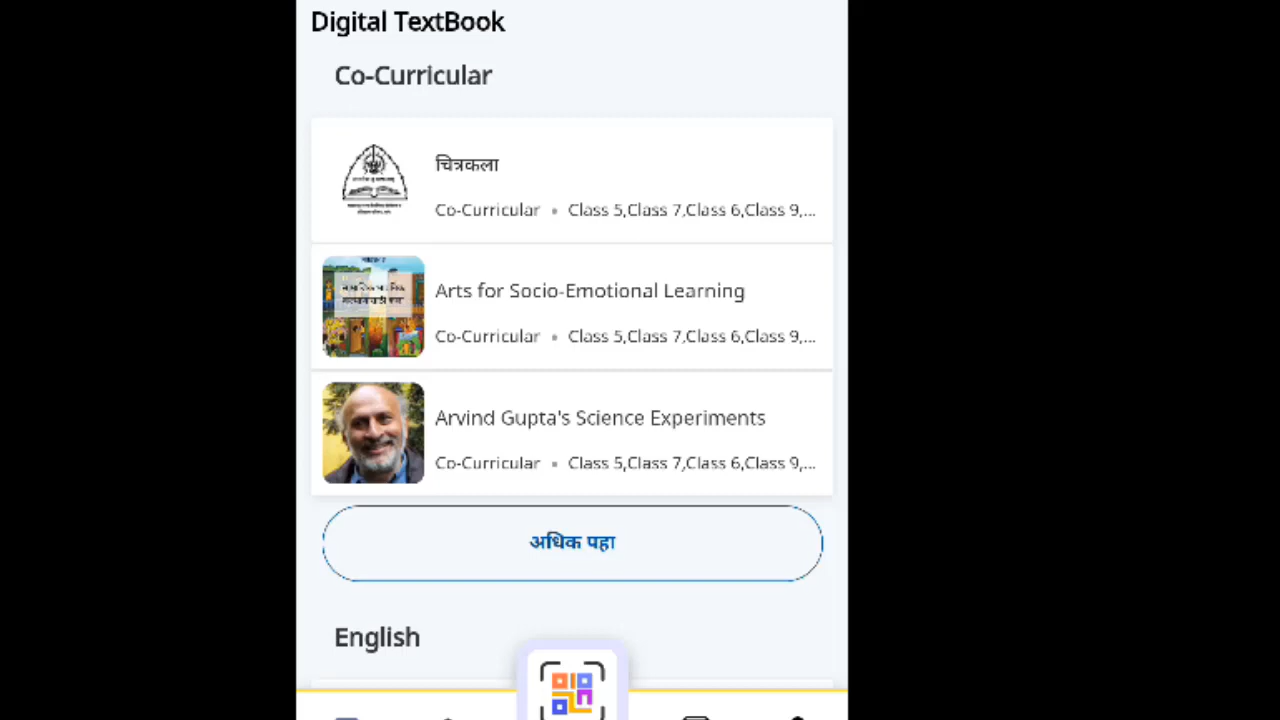 Digital TextBook
Co-Curricular
चित्रकला
Co-Curricular • Class 5,Class 7,Class 6,Class 9,...
Arts for Socio-Emotional Learning
Co-Curricular • Class 5,Class 7,Class 6,Class 9,...
Arvind Gupta's Science Experiments
Co-Curricular • Class 5,Class 7,Class 6,Class 9,...
अधिक पहा
English